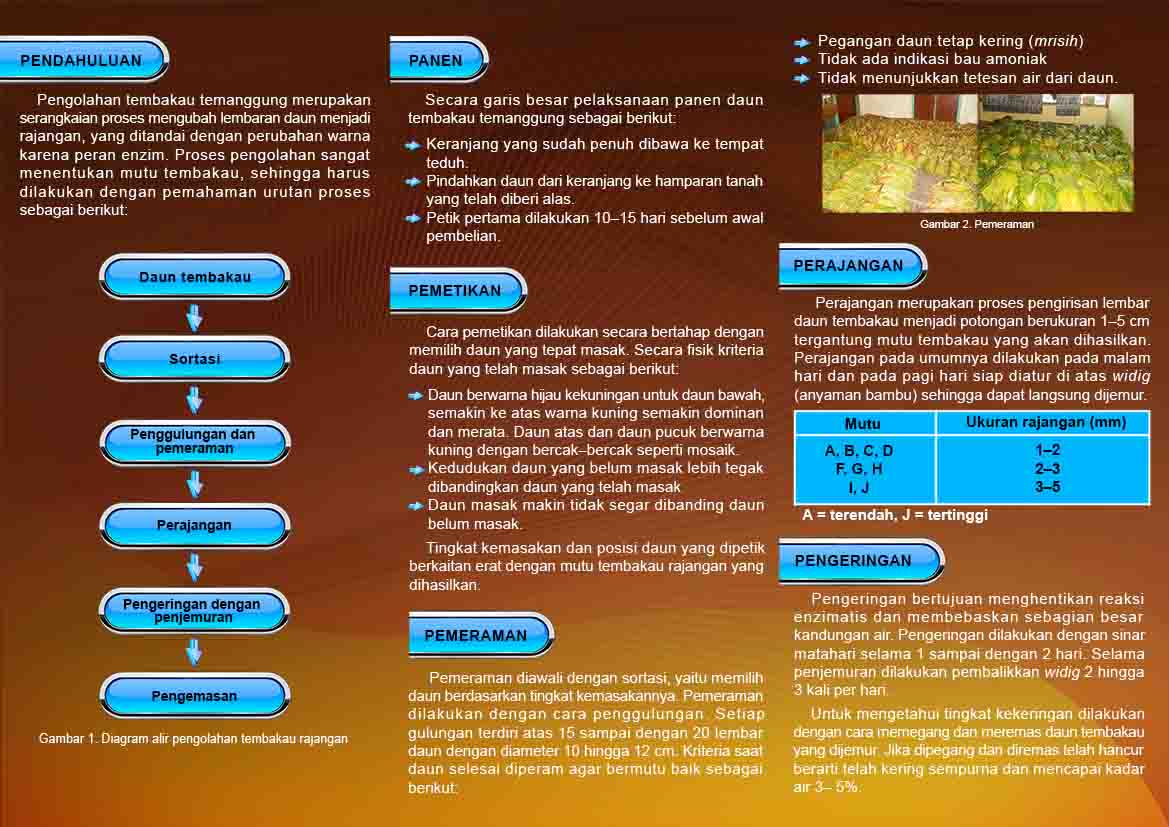 PENDAHULUAN
Pengolahan tembakau temanggung merupakan
serangkaian proses mengubah lembaran daun menjadi
rajangan, yang ditandai dengan perubahan warna
karena peran enzim. Proses pengolahan sangat
menentukan mutu tembakau, sehingga harus
dilakukan dengan pemahaman urutan proses
sebagai berikut:
Daun tembakau
Sortasi
Penggulungan dan
pemeraman
Perajangan
Pengeringan dengan
penjemuran
Pengemasan
Gambar 1. Diagram alir pengolahan tembakau rajangan
PANEN
Secara garis besar pelaksanaan panen daun
tembakau temanggung sebagai berikut:
Keranjang yang sudah penuh dibawa ke tempat
teduh.
Pindahkan daun dari keranjang ke hamparan tanah
yang telah diberi alas.
Petik pertama dilakukan 10–15 hari sebelum awal
pembelian.
PEMETIKAN
Cara pemetikan dilakukan secara bertahap dengan
memilih daun yang tepat masak. Secara fisik kriteria
daun yang telah masak sebagai berikut:
Daun berwarna hijau kekuningan untuk daun bawah,
semakin ke atas warna kuning semakin dominan
dan merata. Daun atas dan daun pucuk berwarna
kuning dengan bercak–bercak seperti mosaik.
Kedudukan daun yang belum masak lebih tegak
dibandingkan daun yang telah masak
Daun masak makin tidak segar dibanding daun
belum masak.
Tingkat kemasakan dan posisi daun yang dipetik
berkaitan erat dengan mutu tembakau rajangan yang
dihasilkan.
PEMERAMAN
Pemeraman diawali dengan sortasi, yaitu memilih
daun berdasarkan tingkat kemasakannya. Pemeraman
dilakukan dengan cara penggulungan. Setiap
gulungan terdiri atas 15 sampai dengan 20 lembar
daun dengan diameter 10 hingga 12 cm. Kriteria saat
daun selesai diperam agar bermutu baik sebagai
berikut:
Pegangan daun tetap kering (mrisih)
Tidak ada indikasi bau amoniak
Tidak menunjukkan tetesan air dari daun.
Gambar 2. Pemeraman
PERAJANGAN
Perajangan merupakan proses pengirisan lembar
daun tembakau menjadi potongan berukuran 1–5 cm
tergantung mutu tembakau yang akan dihasilkan.
Perajangan pada umumnya dilakukan pada malam
hari dan pada pagi hari siap diatur di atas widig
(anyaman bambu) sehingga dapat langsung dijemur.
Mutu Ukuran rajangan (mm)
A, B, C, D 1–2
F, G, H 2–3
I, J 3–5
A = terendah, J = tertinggi
PENGERINGAN
Pengeringan bertujuan menghentikan reaksi
enzimatis dan membebaskan sebagian besar
kandungan air. Pengeringan dilakukan dengan sinar
matahari selama 1 sampai dengan 2 hari. Selama
penjemuran dilakukan pembalikkan widig 2 hingga
3 kali per hari.
Untuk mengetahui tingkat kekeringan dilakukan
dengan cara memegang dan meremas daun tembakau
yang dijemur. Jika dipegang dan diremas telah hancur
berarti telah kering sempurna dan mencapai kadar
air 3– 5%.